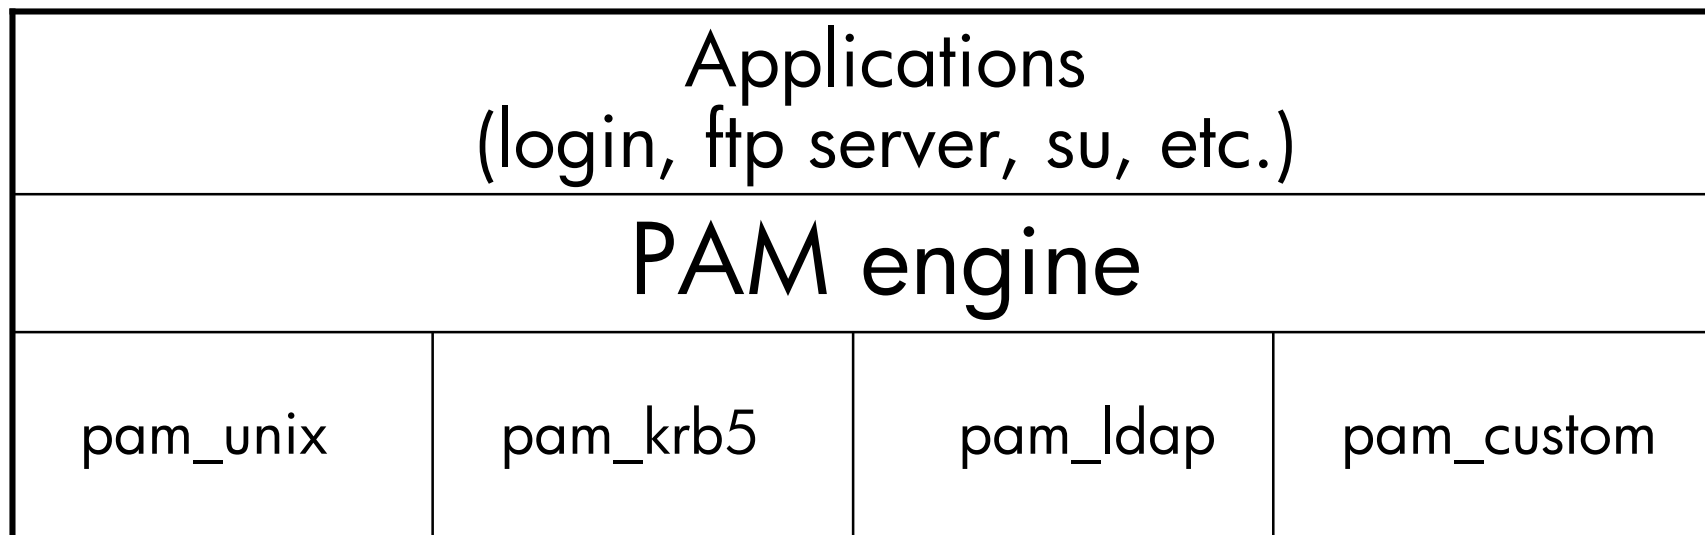 Applications
(login, ftp server, su, etc.)
PAM engine
pam_unix
pam_krb5
pam_ldap
pam_custom